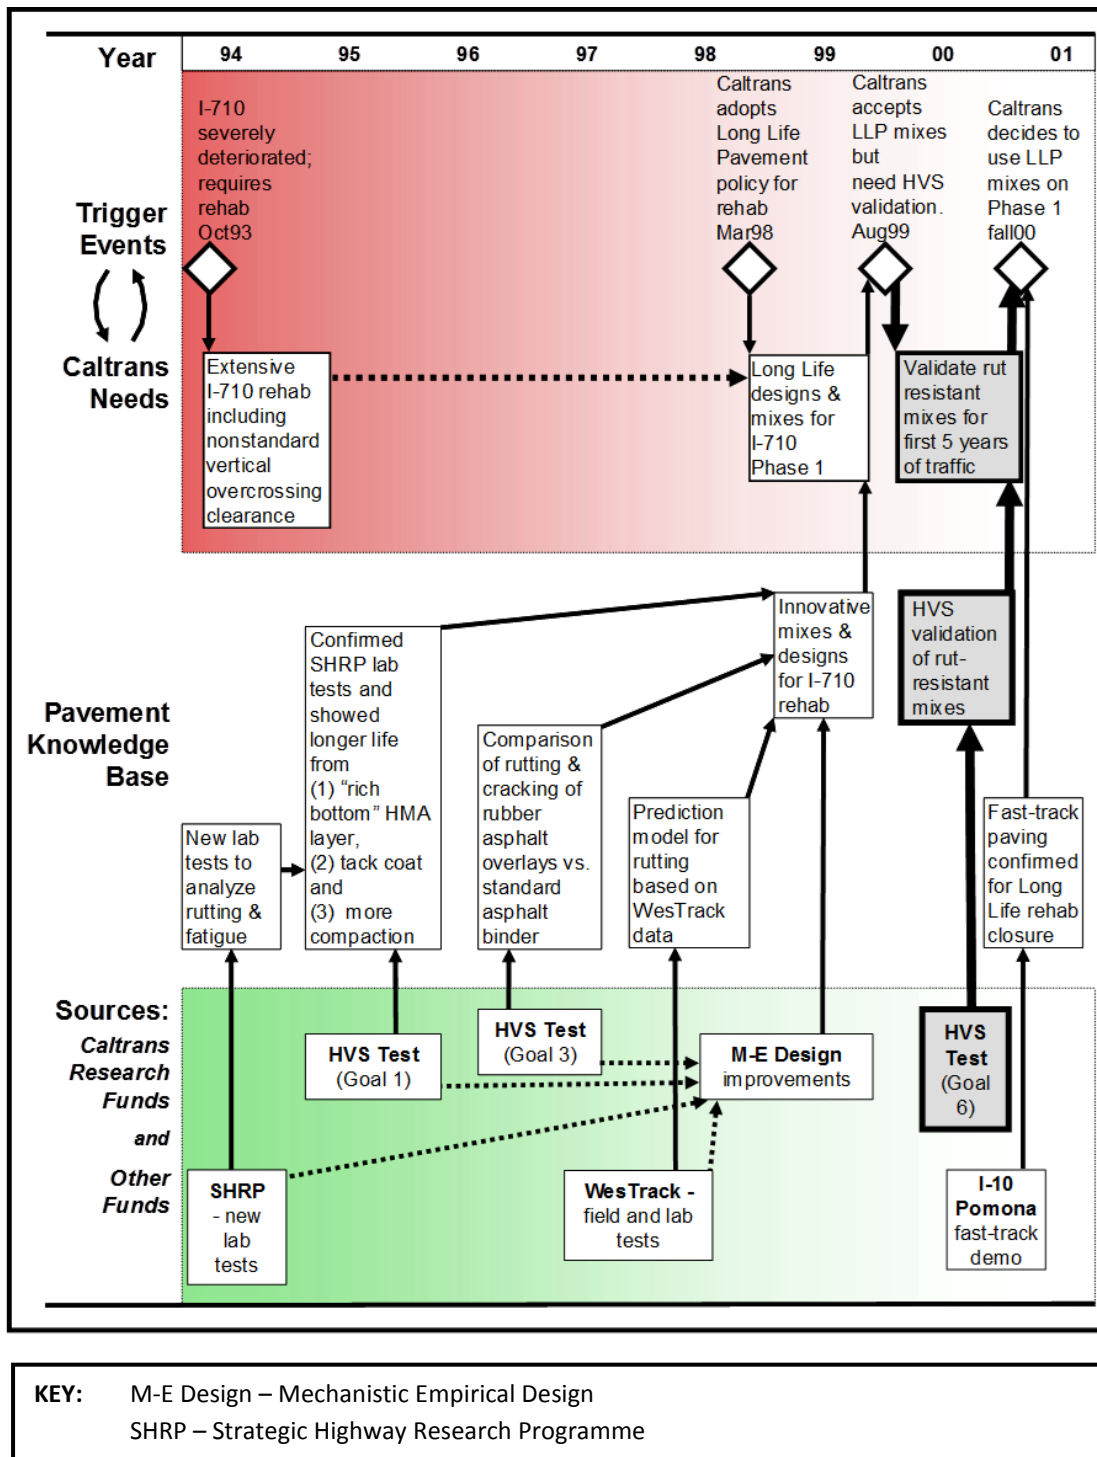 Year
94 95 96 97 98 99 00 01
I-710
severely
deteriorated;
requires
rehab
Oct93
Caltrans
adopts
Long Life
Pavement
policy for
rehab
Mar98
Caltrans
accepts
LLP mixes
but
need HVS
validation.
Aug99
Caltrans
decides to
use LLP
mixes on
Phase 1
fall00
Trigger
Events
Caltrans
Needs
Extensive
I-710 rehab
including
nonstandard
vertical
overcrossing
clearance
Long Life
designs &
mixes for
I-710
Phase 1
Validate rut
resistant
mixes for
first 5 years
of traffic
Pavement
Knowledge
Base
New lab
tests to
analyze
rutting &
fatigue
Confirmed
SHRP lab
tests and
showed
longer life
from
(1) “rich
bottom” HMA
layer,
(2) tack coat
and
(3) more
compaction
Comparison
of rutting &
cracking of
rubber
asphalt
overlays vs.
standard
asphalt
binder
Prediction
model for
rutting
based on
WesTrack
data
Innovative
mixes &
designs
for I-710
rehab
HVS
validation
of rut-
resistant
mixes
Fast-track
paving
confirmed
for Long
Life rehab
closure
Sources:
Caltrans
Research
Funds
and
Other
Funds
SHRP
- new
lab
tests
HVS Test
(Goal 1)
HVS Test
(Goal 3)
WesTrack -
field and lab
tests
M-E Design
improvements
HVS
Test
(Goal
6)
I-10
Pomona
fast-track
demo
KEY: M-E Design – Mechanistic Empirical Design
SHRP – Strategic Highway Research Programme